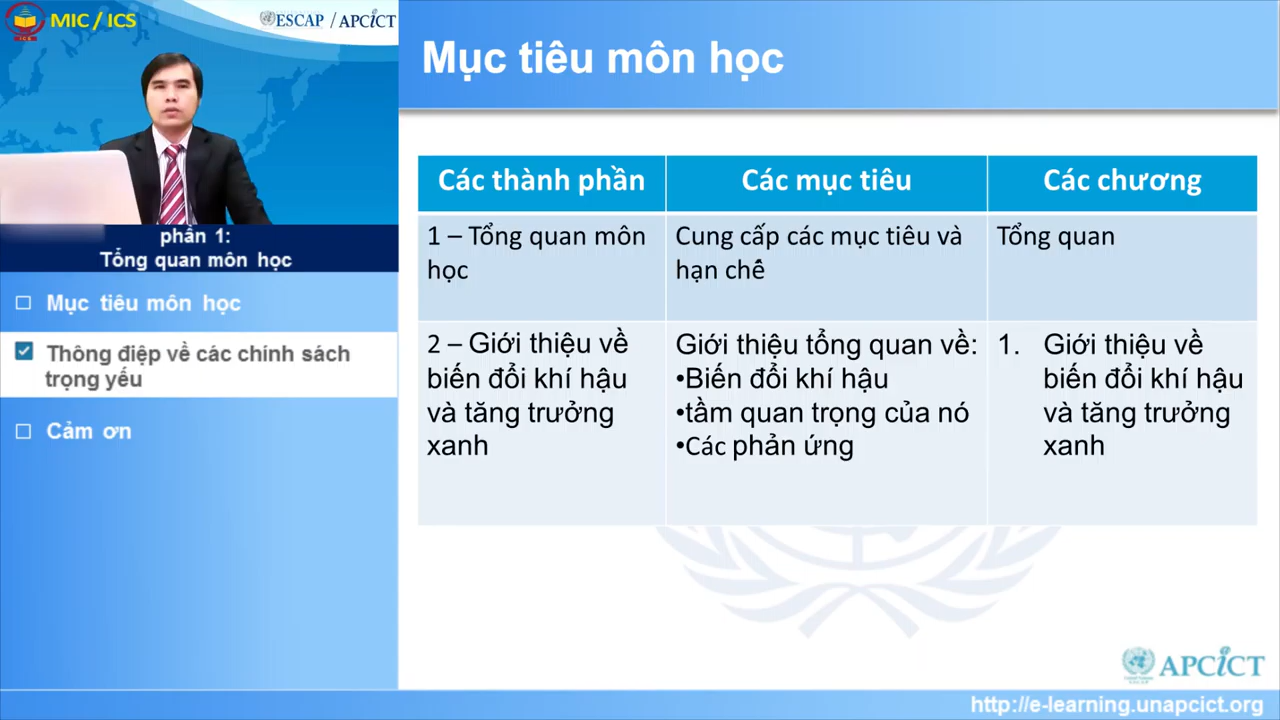 MIC / ICS
ESCAP / APCICT
Mục tiêu môn học
phần 1:
Tổng quan môn học
Mục tiêu môn học
Thông điệp về các chính sách
trọng yếu
Cảm ơn
Các thành phần
Các mục tiêu
Các chương
1 – Tổng quan môn
học
Cung cấp các mục tiêu và
hạn chế
Tổng quan
2 – Giới thiệu về
biến đổi khí hậu
và tăng trưởng
xanh
Giới thiệu tổng quan về:
•Biến đổi khí hậu
•tầm quan trọng của nó
•Các phản ứng
1. Giới thiệu về
biến đổi khí hậu
và tăng trưởng
xanh
APCICT
http://e-learning.unapcict.org